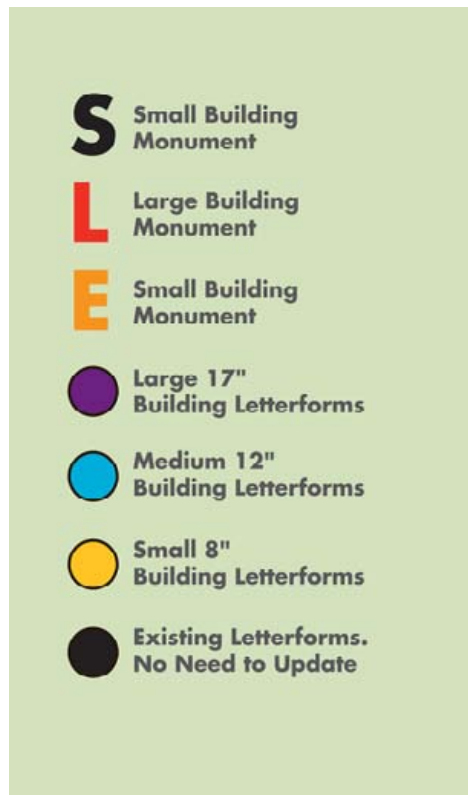 S Small Building
Monument
L Large Building
Monument
E Small Building
Monument
Large 17"
Building Letterforms
Medium 12"
Building Letterforms
Small 8"
Building Letterforms
Existing Letterforms.
No Need to Update